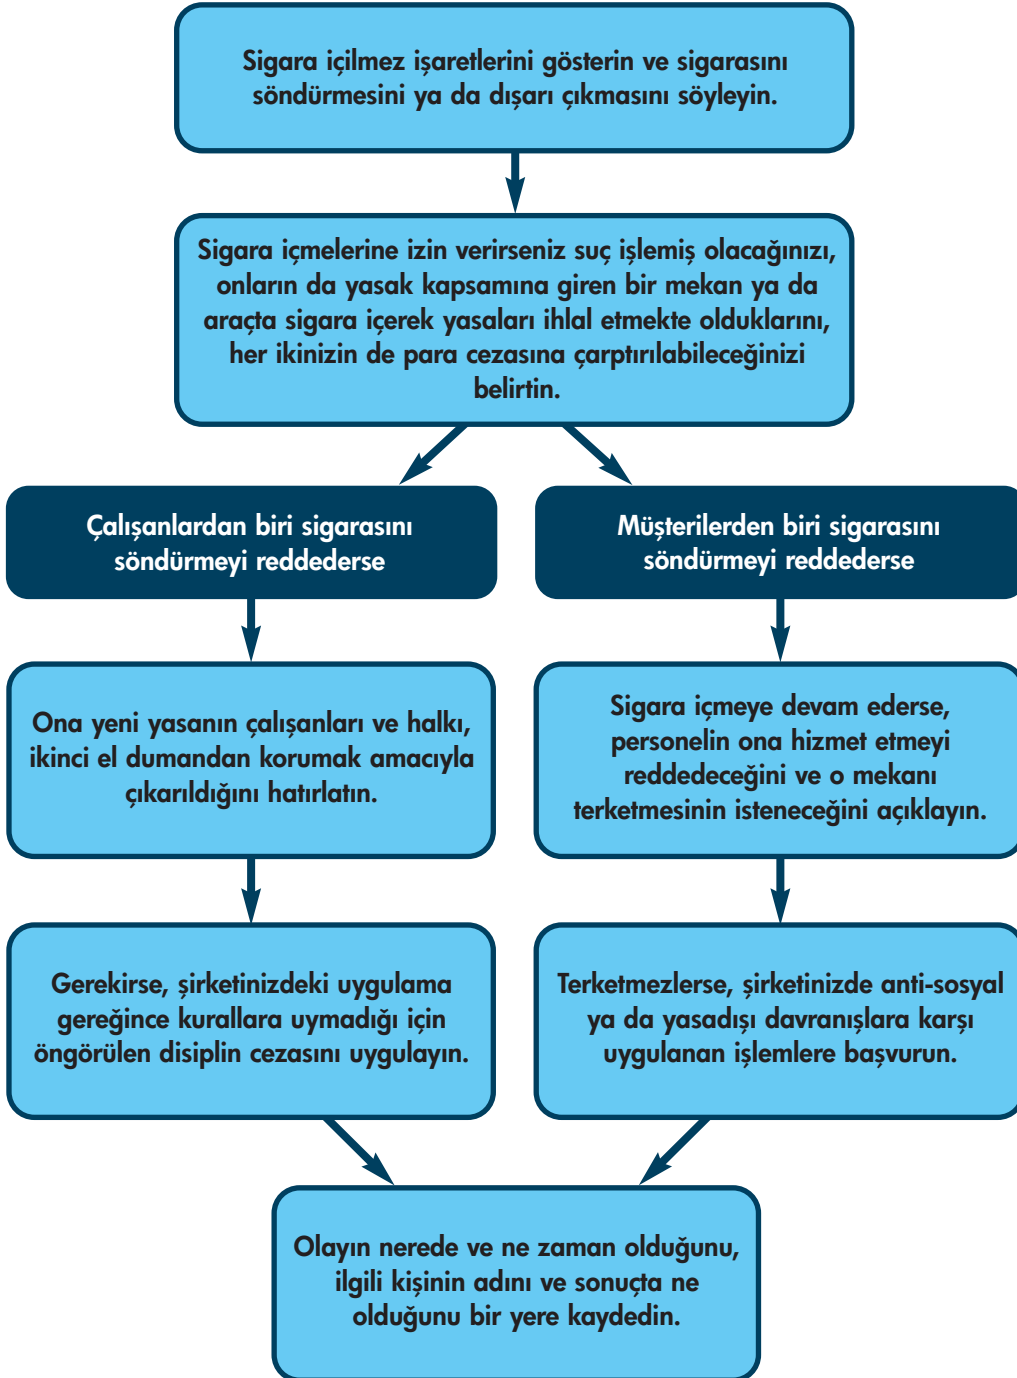 Sigara içilmez işaretlerini gösterin ve sigarasını
söndürmesini ya da dışarı çıkmasını söyleyin.
Sigara içmelerine izin verirseniz suç işlemiş olacağınızı,
onların da yasak kapsamına giren bir mekan ya da
araçta sigara içerek yasaları ihlal etmekte olduklarını,
her ikinizin de para cezasına çarptırılabileceğinizi
belirtin.
Çalışanlardan biri sigarasını
söndürmeyi reddederse
Ona yeni yasanın çalışanları ve halkı,
ikinci el dumandan korumak amacıyla
çıkarıldığını hatırlatın.
Gerekirse, şirketinizdeki uygulama
gereğince kurallara uymadığı için
öngörülen disiplin cezasını uygulayın.
Müşterilerden biri sigarasını
söndürmeyi reddederse
Sigara içmeye devam ederse,
personelin ona hizmet etmeyi
reddedeceğini ve o mekanı
terketmesinin isteneceğini açıklayın.
Terketmezlerse, şirketinizde anti-sosyal
ya da yasadışı davranışlara karşı
uygulanan işlemlere başvurun.
Olayın nerede ve ne zaman olduğunu,
ilgili kişinin adını ve sonuçta ne
olduğunu bir yere kaydedin.